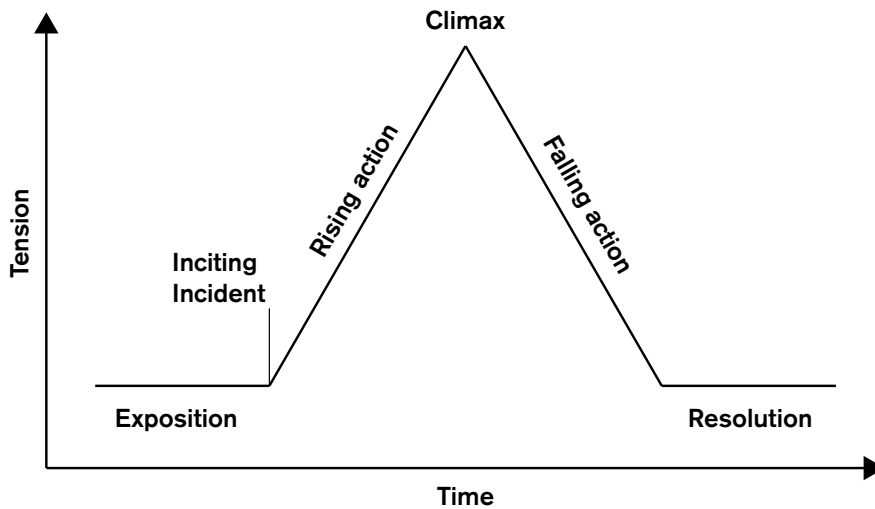 Climax
Tension
Rising action
Falling action
Inciting
Incident
Exposition
Resolution
Time